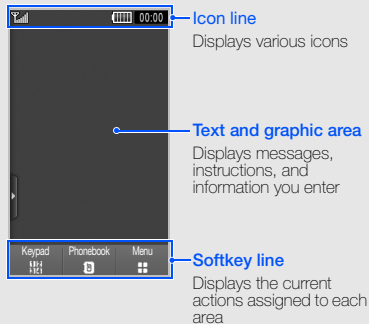 00:00
Icon line
Displays various icons
Text and graphic area
Displays messages,
instructions, and
information you enter
Keypad Phonebook Menu
Softkey line
Displays the current
actions assigned to each
area